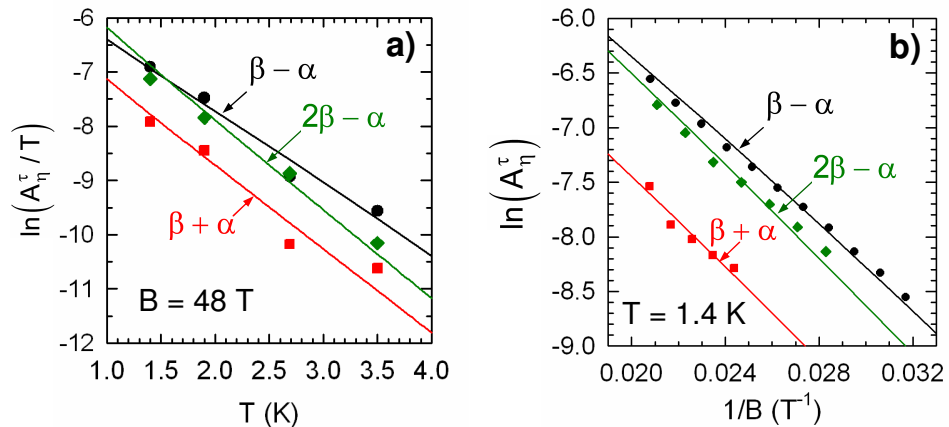 a)
-6
-7
-8
-9
-10
-11
-12
ln(A_η^τ / T)
β − α
2β − α
β + α
B = 48 T
1.0 1.5 2.0 2.5 3.0 3.5 4.0
T (K)
b)
-6.0
-6.5
-7.0
-7.5
-8.0
-8.5
-9.0
ln(A_η^τ)
β − α
2β − α
β + α
T = 1.4 K
0.020 0.024 0.028 0.032
1/B (T⁻¹)